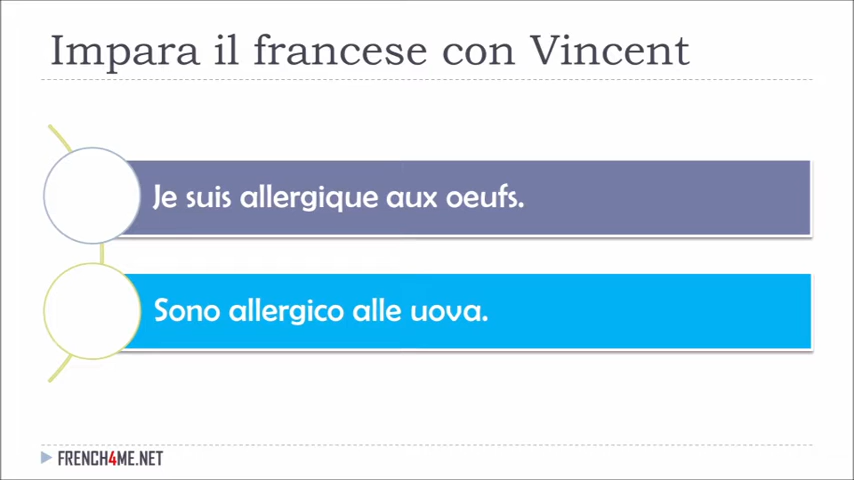 Impara il francese con Vincent
Je suis allergique aux oeufs.
Sono allergico alle uova.
FRENCH4ME.NET